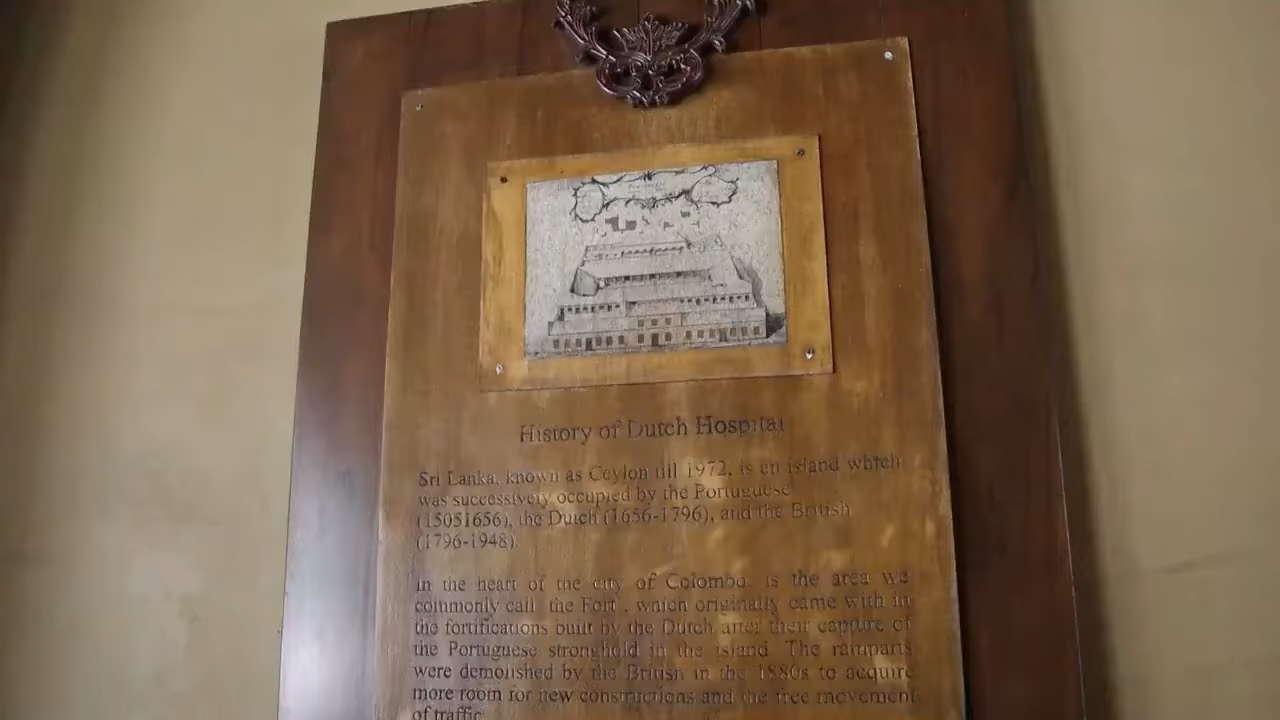 History of Dutch Hospital
Sri Lanka, known as Ceylon till 1972, is an island which
was successively occupied by the Portuguese
(15051656), the Dutch (1656-1796), and the British
(1796-1948).
In the heart of the city of Colombo, is the area we
commonly call 'the Fort', which originally came with in
the fortifications built by the Dutch after their capture of
the Portuguese stronghold in the island. The ramparts
were demolished by the British in the 1880s to acquire
more room for new constructions and the free movement
of traffic